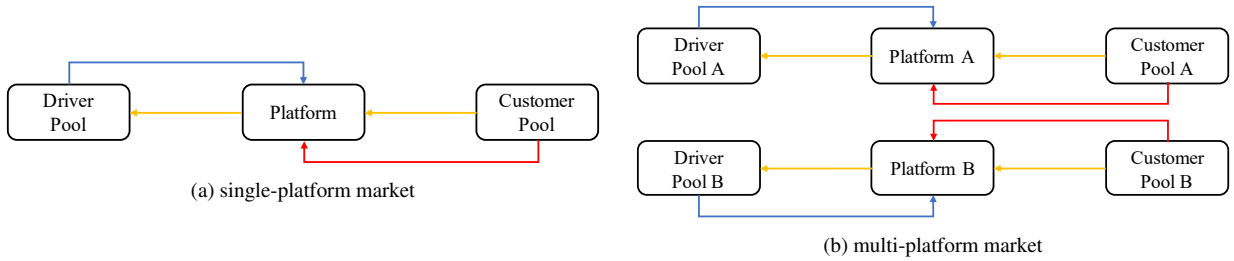 Driver
Pool
Platform
Customer
Pool
(a) single-platform market
Driver
Pool A
Platform A
Customer
Pool A
Driver
Pool B
Platform B
Customer
Pool B
(b) multi-platform market